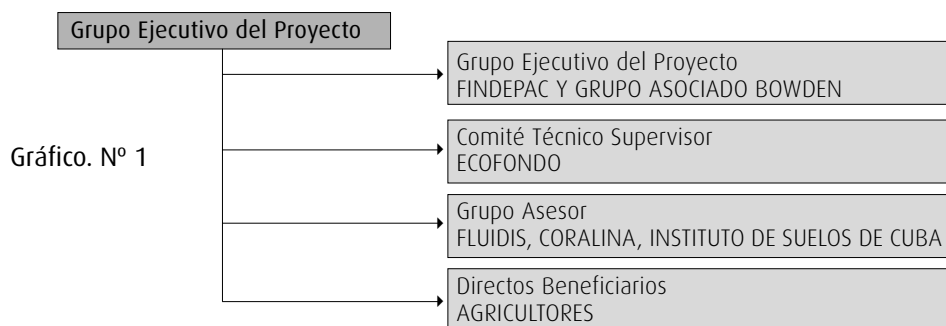 Grupo Ejecutivo del Proyecto
Grupo Ejecutivo del Proyecto
FINDEPAC Y GRUPO ASOCIADO BOWDEN
Gráfico. Nº 1
Comité Técnico Supervisor
ECOFONDO
Grupo Asesor
FLUIDIS, CORALINA, INSTITUTO DE SUELOS DE CUBA
Directos Beneficiarios
AGRICULTORES